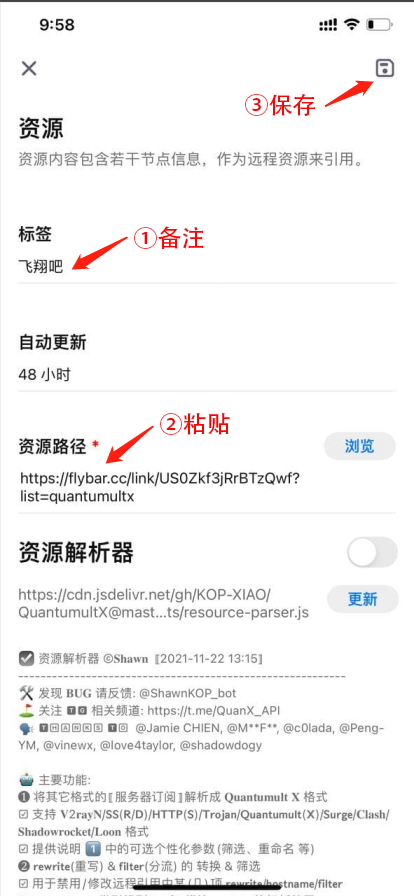 9:58
③保存
资源
资源内容包含若干节点信息，作为远程资源来引用。
标签
①备注
飞翔吧
自动更新
48 小时
②粘贴
资源路径 *
浏览
https://flybar.cc/link/US0Zkf3jRrBTzQwf?
list=quantumultx
资源解析器
https://cdn.jsdelivr.net/gh/KOP-XIAO/
QuantumultX@mast...ts/resource-parser.js
更新
☑️ 资源解析器 ©𝐒𝐡𝐚𝐰𝐧 ⟦2021-11-22 13:15⟧
----------------------------------------------------------
🛠 发现 𝐁𝐔𝐆 请反馈: @ShawnKOP_bot
⛳️ 关注 🆃🅶 相关频道: https://t.me/QuanX_API
🗣 🆃🅷🅰🅽🅺🆂 🆃🅾 @Jamie CHIEN, @M**F**, @c0lada, @Peng-
YM, @vinewx, @love4taylor, @shadowdogy
🤖 主要功能:
❶ 将其它格式的⟦服务器订阅⟧解析成 𝐐𝐮𝐚𝐧𝐭𝐮𝐦𝐮𝐥𝐭 𝐗 格式
☑ 支持 𝐕𝟐𝐫𝐚𝐲𝐍/SS(R/D)/HTTP(S)/Trojan/Quantumult(X)/Surge/Clash/
Shadowrocket/Loon 格式
☑ 提供说明 1️⃣ 中的可选个性化参数 (筛选、重命名 等)
❷ rewrite(重写) & filter(分流) 的 转换 & 筛选
☑ 用于禁用/修改远程引用中某(几)项 rewrite/hostname/filter